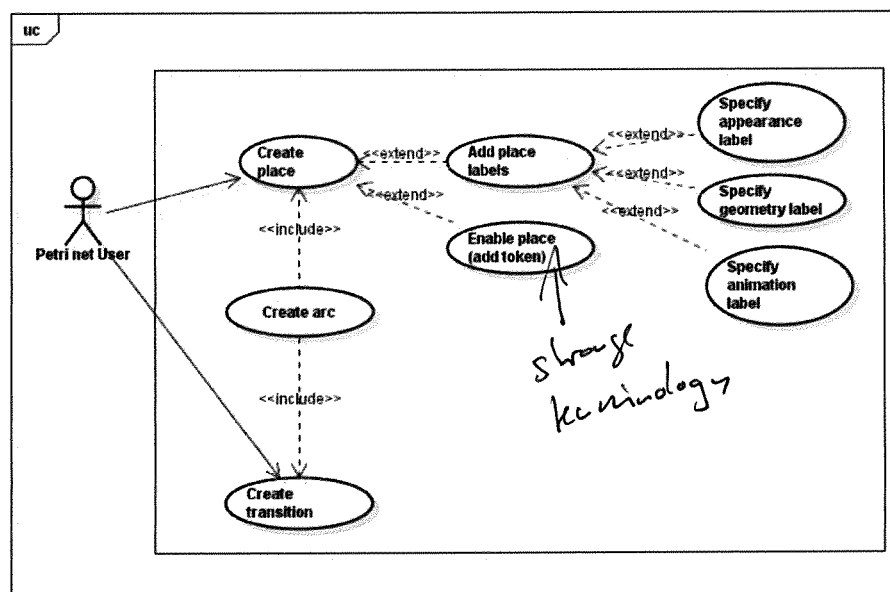 uc
Specify
appearance
label
Create
place
<<extend>>
Add place
labels
<<extend>>
<<extend>>
Specify
geometry label
<<extend>>
<<extend>>
Petri net User
<<include>>
Enable place
(add token)
Specify
animation
label
Create arc
strange
terminology
<<include>>
Create
transition